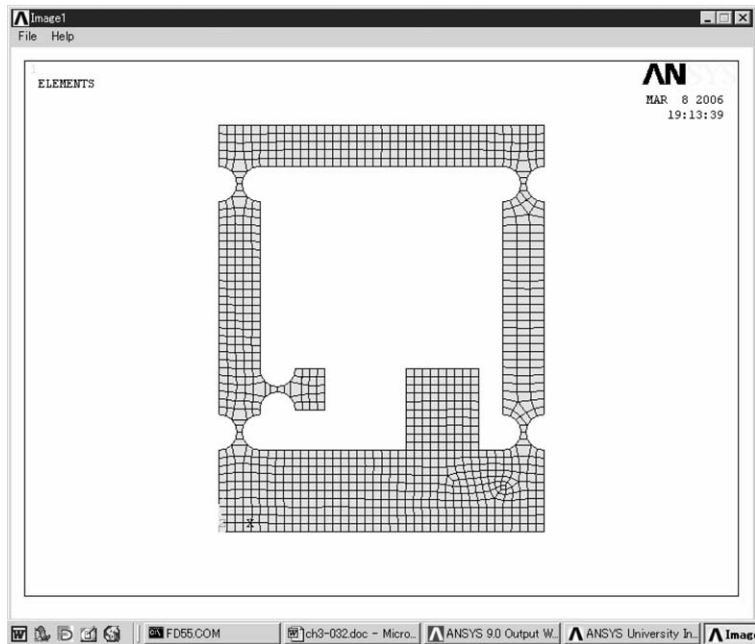 Image1
File Help
1
ELEMENTS
ANSYS
MAR 8 2006
19:13:39
X
FD55.COM
ch3-032.doc - Micro...
ANSYS 9.0 Output W...
ANSYS University In...
Imag